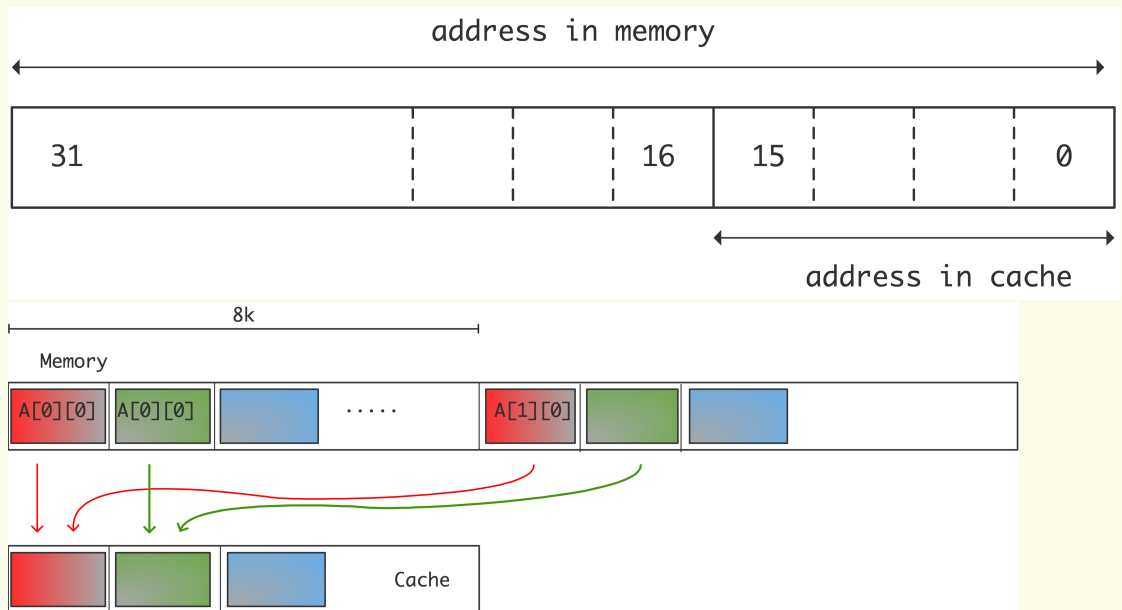 address in memory
31 16 15 0
address in cache
8k
Memory
A[0][0] A[0][0] ..... A[1][0]
Cache